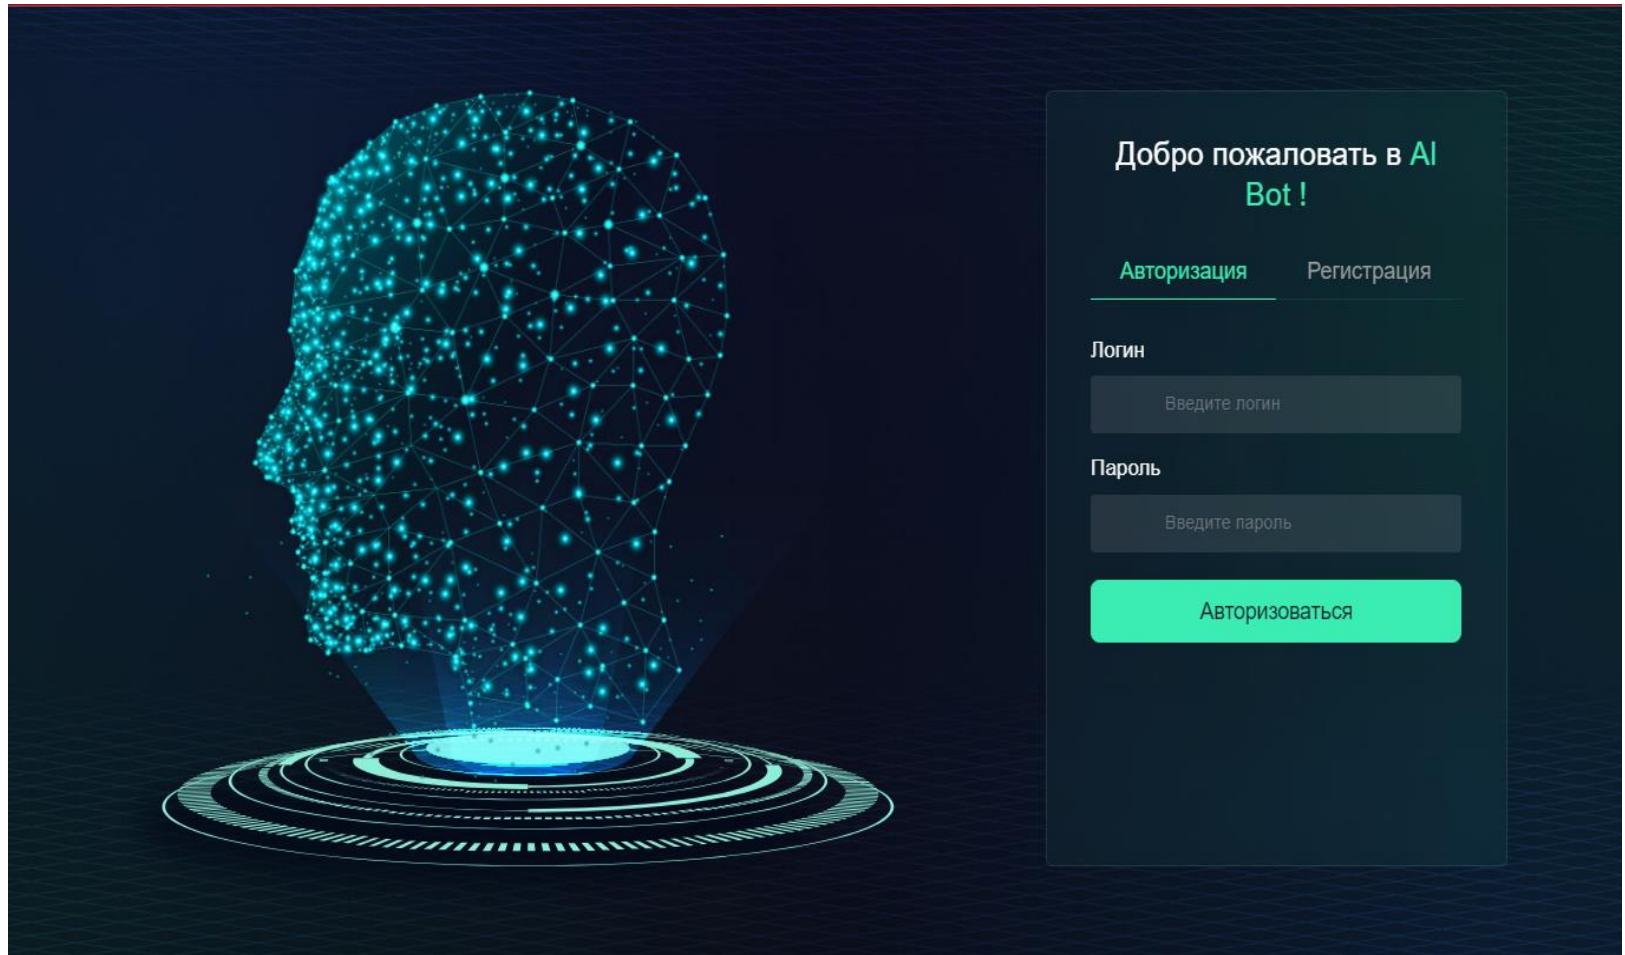 Добро пожаловать в AI
Bot !
Авторизация Регистрация
Логин
Введите логин
Пароль
Введите пароль
Авторизоваться